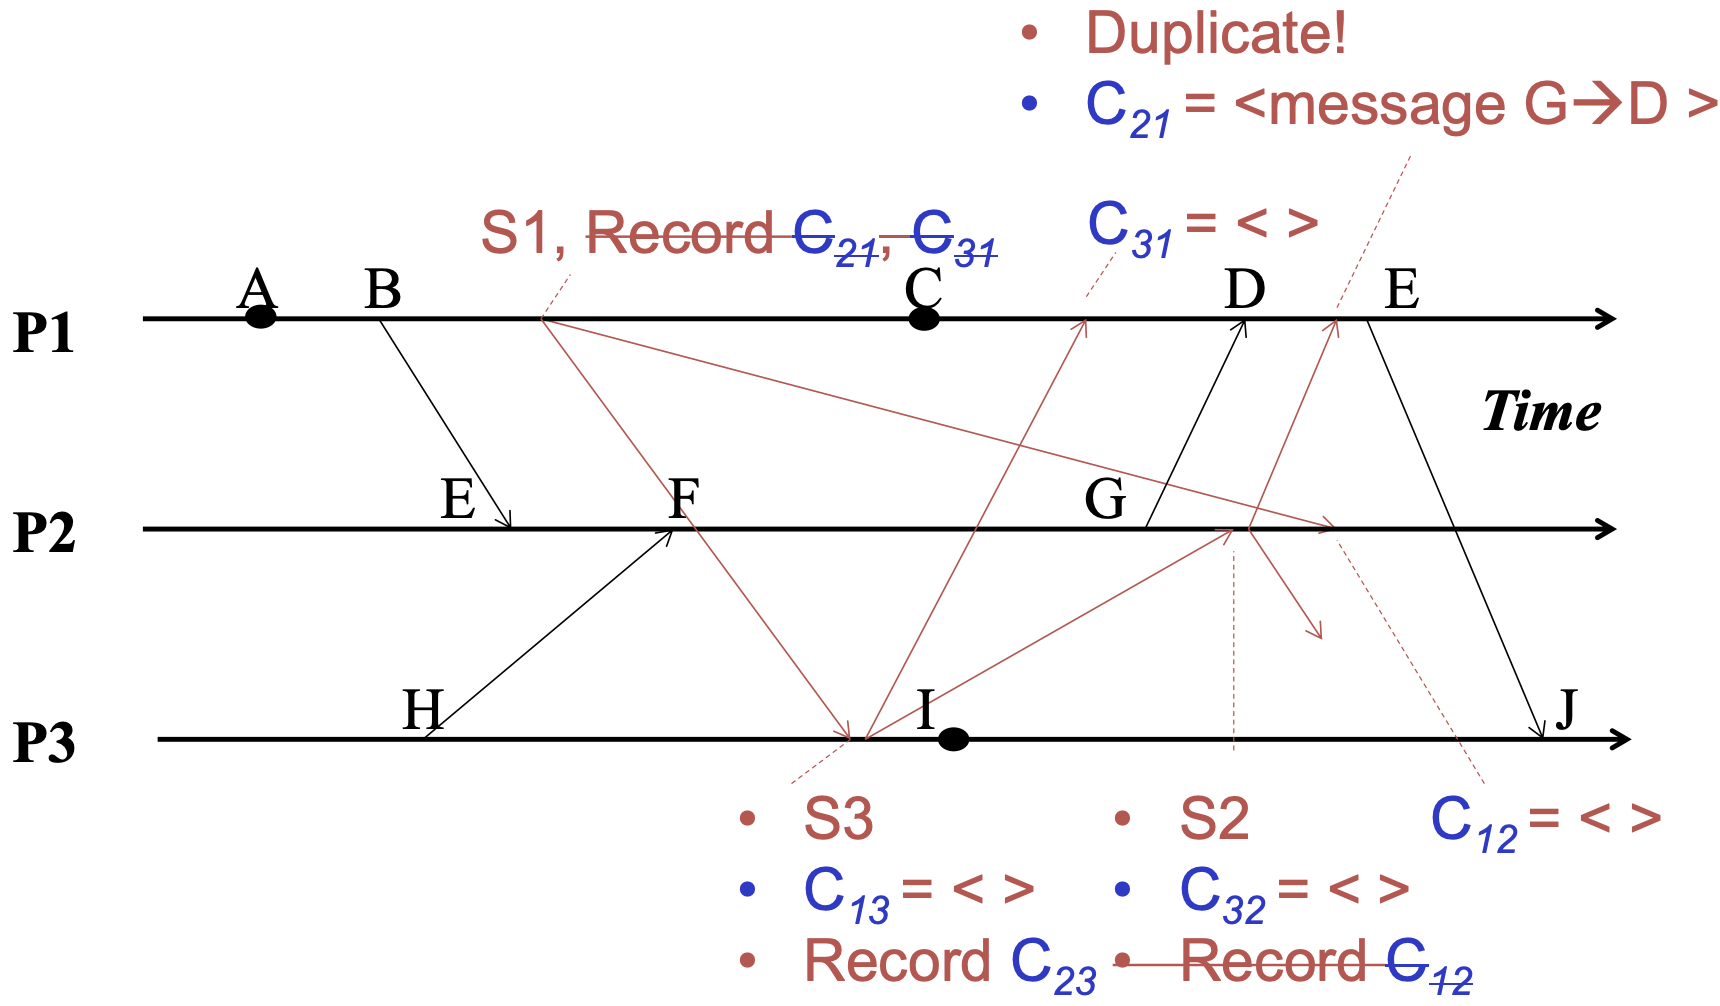 • Duplicate!
• C21 = <message G→D >
S1, Record C21, C31
C31 = < >
A
B
C
D
E
P1
Time
E
F
G
P2
H
I
J
P3
• S3
• C13 = < >
• Record C23
• S2
• C32 = < >
• Record C12
C12 = < >